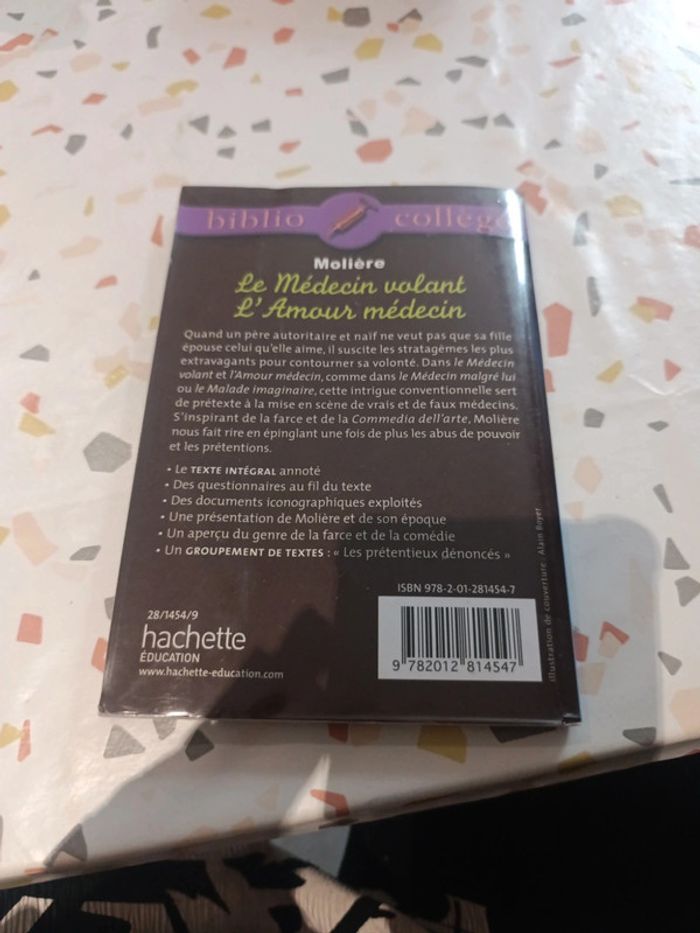 biblio collège
Molière
Le Médecin volant
L'Amour médecin
Quand un père autoritaire et naïf ne veut pas que sa fille
épouse celui qu'elle aime, il suscite les stratagèmes les plus
extravagants pour contourner sa volonté. Dans le Médecin
volant et l'Amour médecin, comme dans le Médecin malgré lui
ou le Malade imaginaire, cette intrigue conventionnelle sert
de prétexte à la mise en scène de vrais et de faux médecins.
S'inspirant de la farce et de la Commedia dell'arte, Molière
nous fait rire en épinglant une fois de plus les abus de pouvoir
et les prétentions.
• Le TEXTE INTÉGRAL annoté
• Des questionnaires au fil du texte
• Des documents iconographiques exploités
• Une présentation de Molière et de son époque
• Un aperçu du genre de la farce et de la comédie
• Un GROUPEMENT DE TEXTES : « Les prétentieux dénoncés »
ISBN 978-2-01-281454-7
28/1454/9
hachette
ÉDUCATION
www.hachette-education.com
9 782012 814547
Illustration de couverture : Alain Boyer